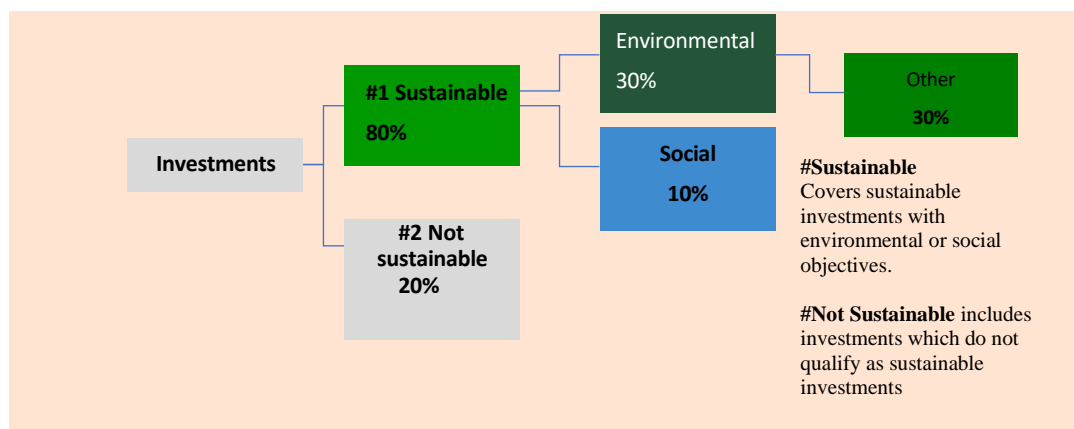 Investments
#1 Sustainable
80%
#2 Not
sustainable
20%
Environmental
30%
Social
10%
Other
30%
#Sustainable
Covers sustainable
investments with
environmental or social
objectives.
#Not Sustainable includes
investments which do not
qualify as sustainable
investments